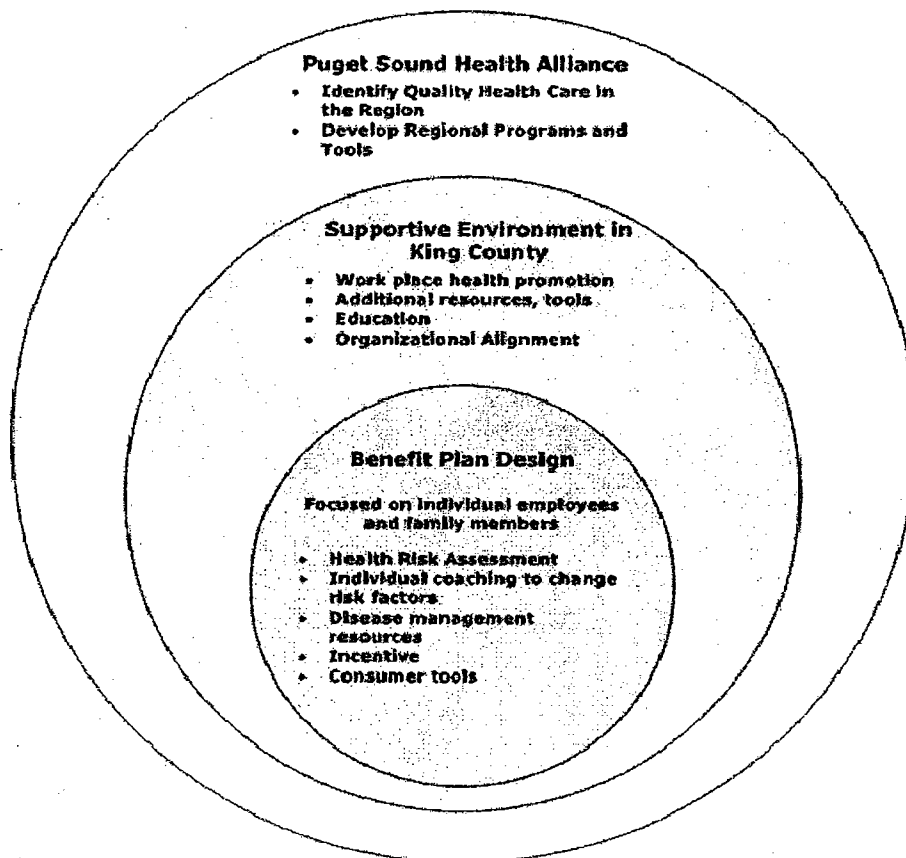 Puget Sound Health Alliance
• Identify Quality Health Care in
the Region
• Develop Regional Programs and
Tools
Supportive Environment in
King County
• Work place health promotion
• Additional resources, tools
• Education
• Organizational Alignment
Benefit Plan Design
Focused on individual employees
and family members
• Health Risk Assessment
• Individual coaching to change
risk factors
• Disease management
resources
• Incentive
• Consumer tools